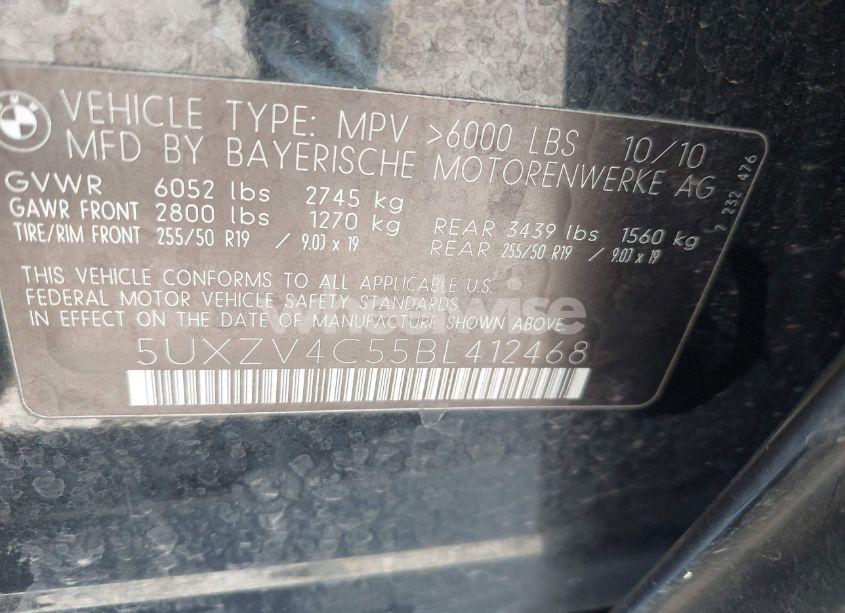 VEHICLE TYPE: MPV >6000 LBS 10/10
MFD BY BAYERISCHE MOTORENWERKE AG
GVWR 6052 lbs 2745 kg
GAWR FRONT 2800 lbs 1270 kg REAR 3439 lbs 1560 kg
TIRE/RIM FRONT 255/50 R19 / 9.0J x 19 REAR 255/50 R19 / 9.0J x 19
THIS VEHICLE CONFORMS TO ALL APPLICABLE U.S.
FEDERAL MOTOR VEHICLE SAFETY STANDARDS
IN EFFECT ON THE DATE OF MANUFACTURE SHOWN ABOVE.
5UXZV4C55BL412468
7 232 476